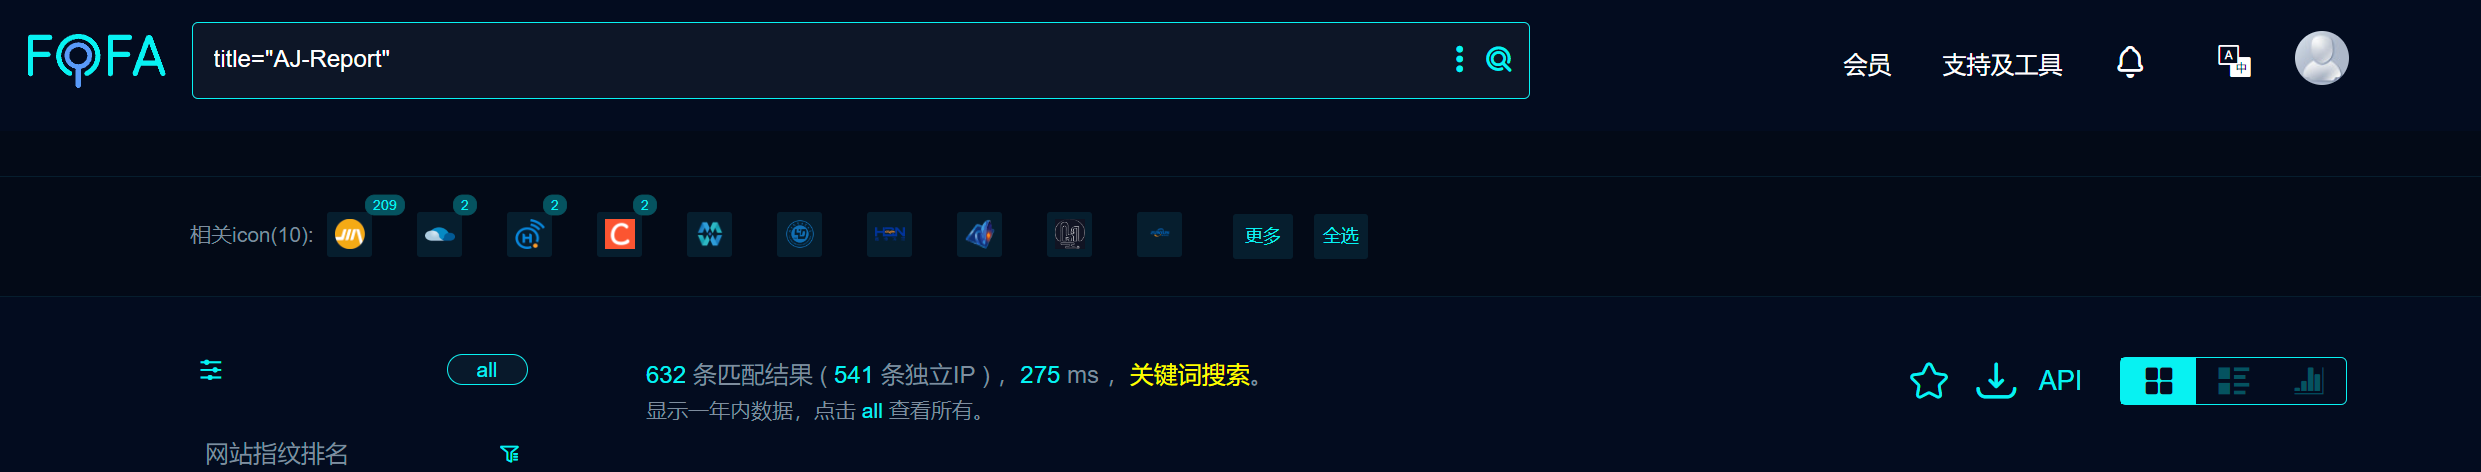 FOFA
title="AJ-Report"
会员
支持及工具
A
中
相关icon(10):
209
2
2
2
C
更多
全选
all
632 条匹配结果 ( 541 条独立IP ) ，275 ms ，关键词搜索。
显示一年内数据，点击 all 查看所有。
API
网站指纹排名